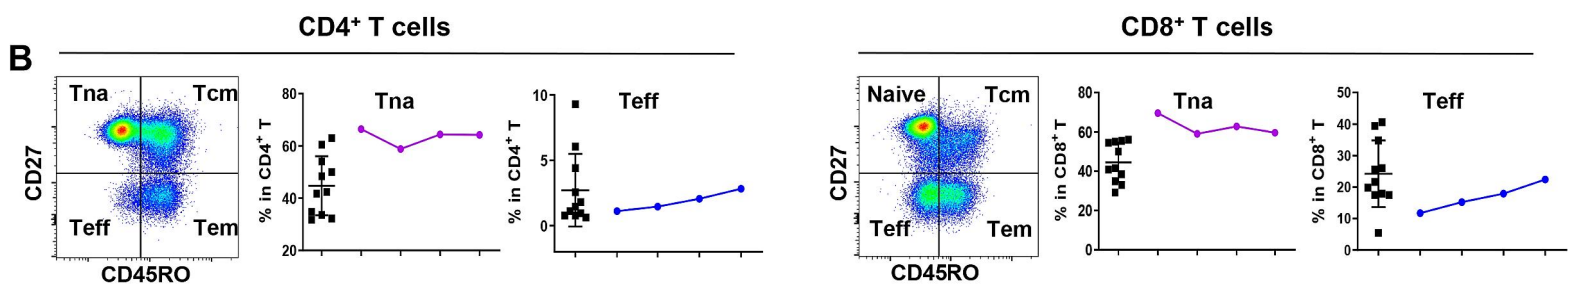 CD4+ T cells
CD8+ T cells
B
Tna
Tcm
Teff
Tem
CD27
CD45RO
Tna
80
60
40
20
% in CD4+ T
Teff
10
5
0
% in CD4+ T
Naive
Tcm
Teff
Tem
CD27
CD45RO
Tna
80
60
40
20
0
% in CD8+ T
Teff
50
40
30
20
10
0
% in CD8+ T